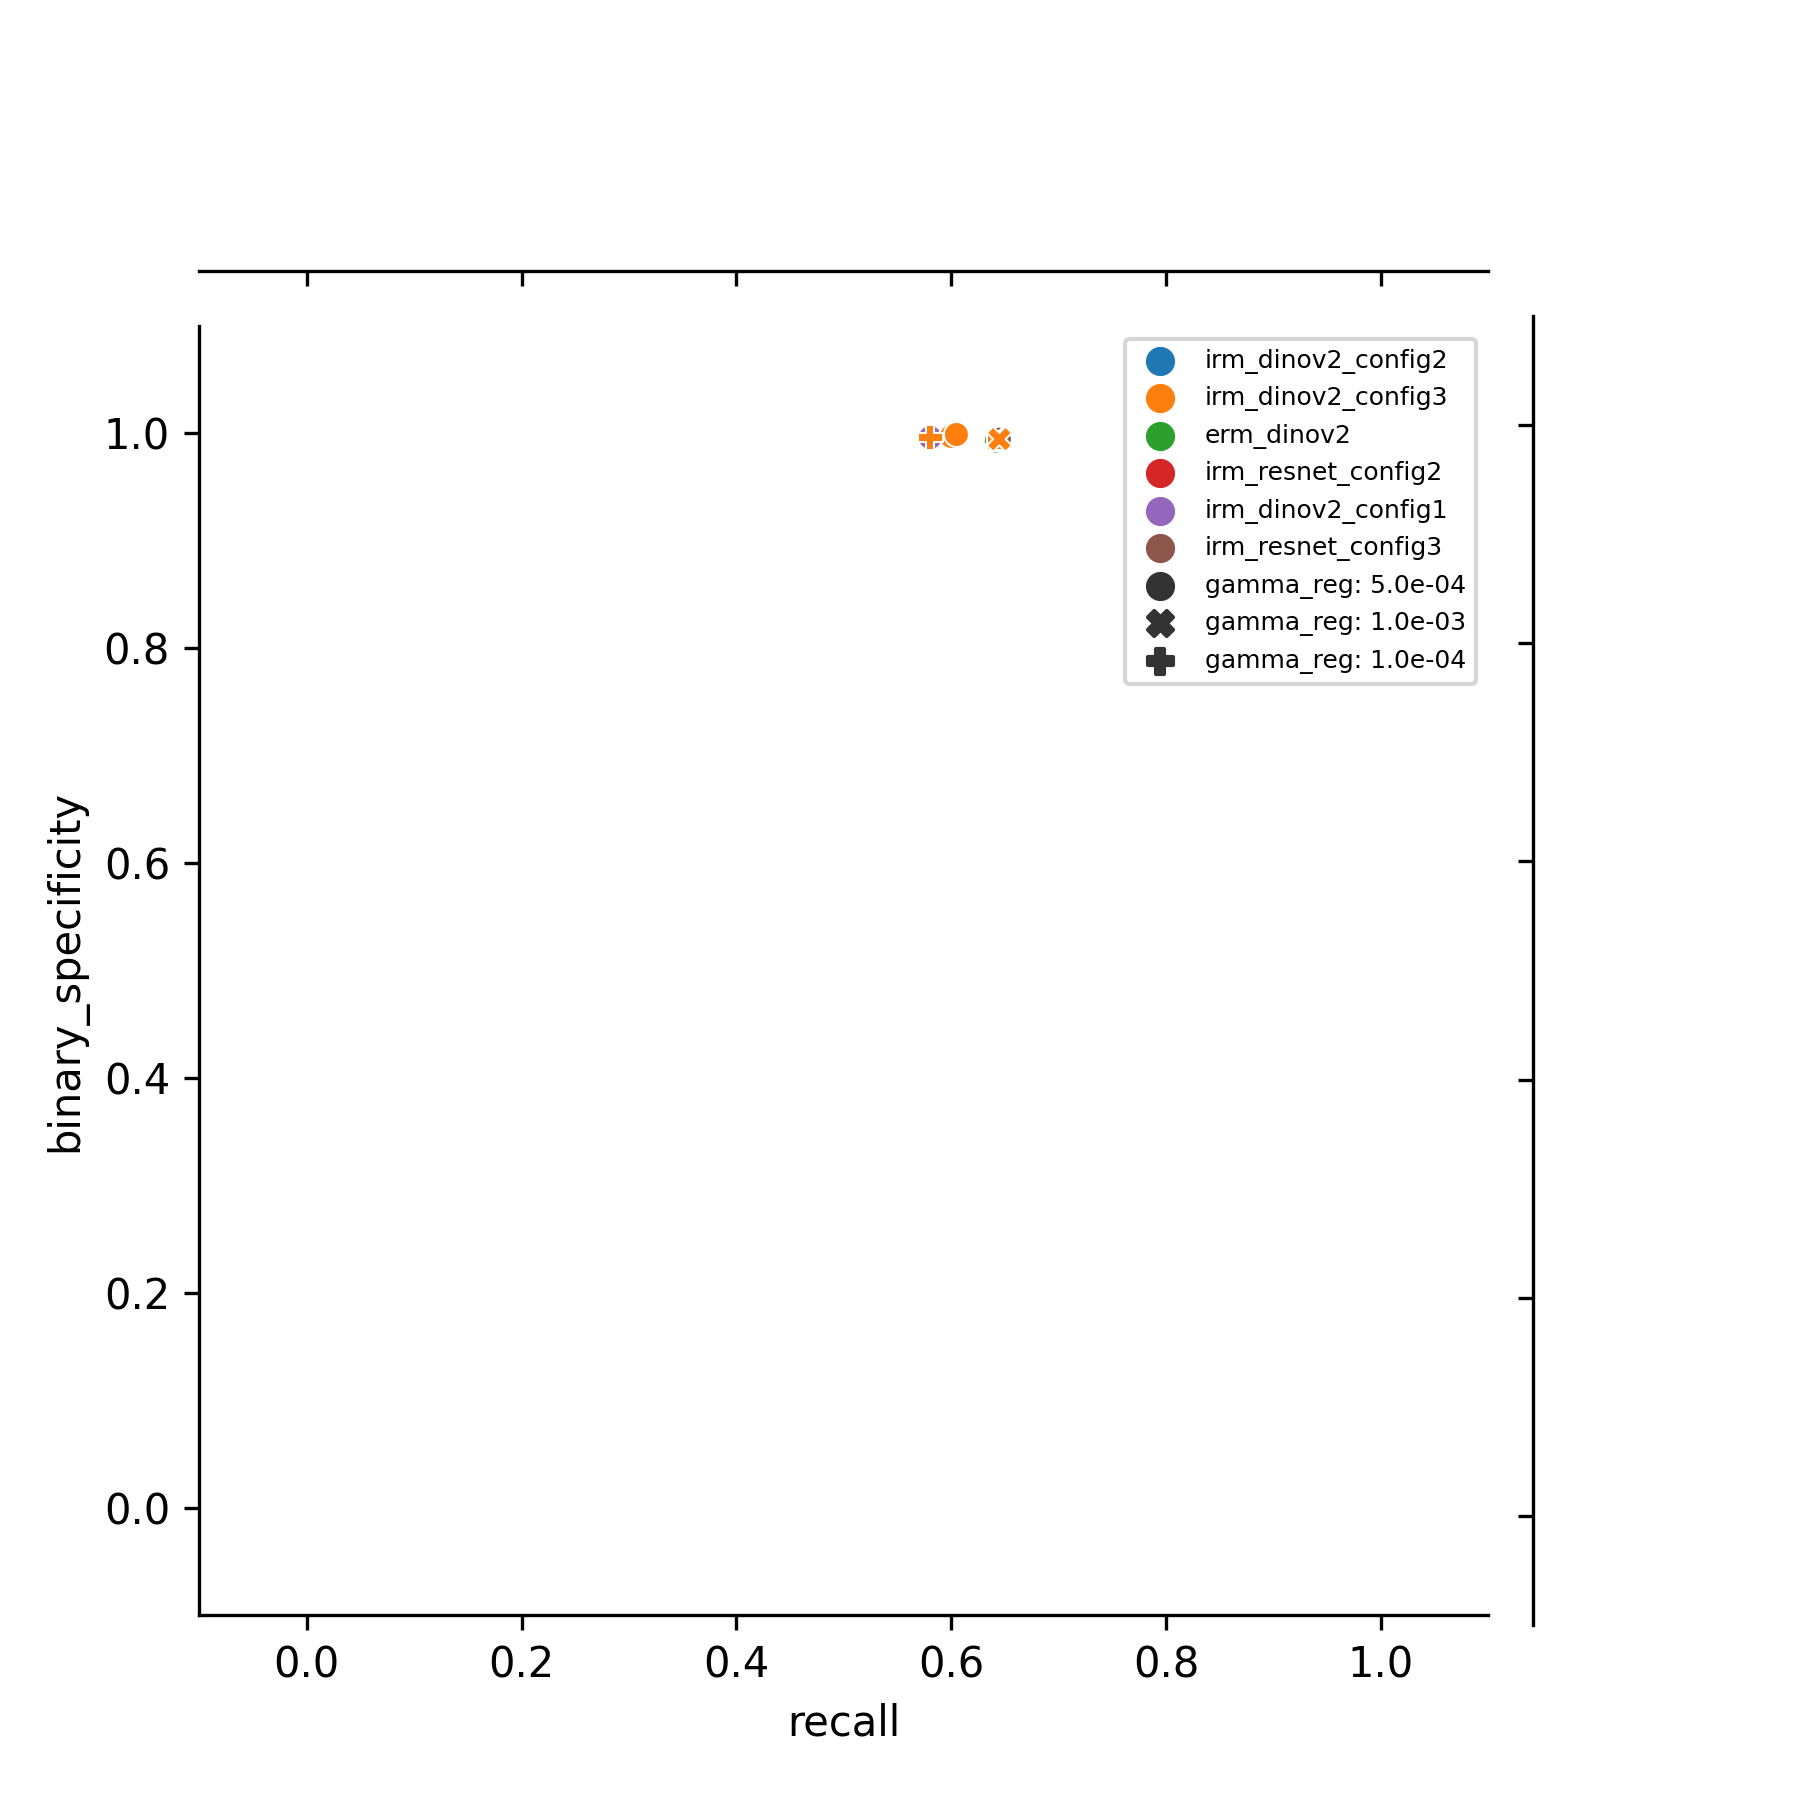 irm_dinov2_config2
irm_dinov2_config3
erm_dinov2
irm_resnet_config2
irm_dinov2_config1
irm_resnet_config3
gamma_reg: 5.0e-04
gamma_reg: 1.0e-03
gamma_reg: 1.0e-04
1.0
0.8
0.6
0.4
0.2
0.0
binary_specificity
0.0 0.2 0.4 0.6 0.8 1.0
recall